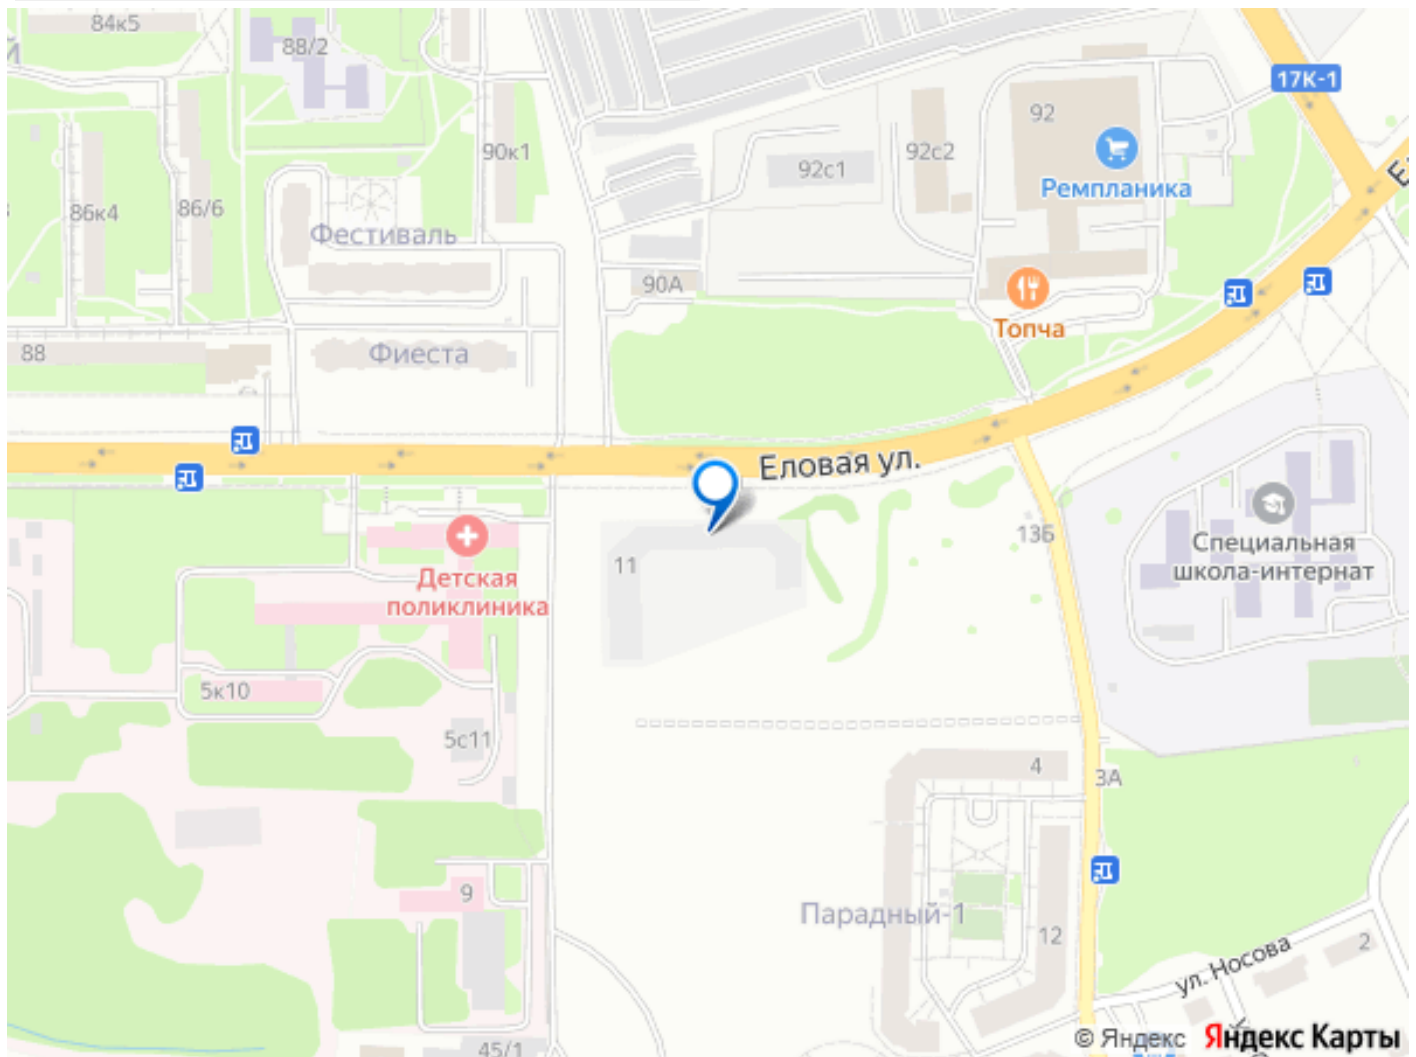 84к5
й
88/2
17К-1
92
90к1
92с2
92с1
Ремпланика
86к4
86/6
Фестиваль
90А
Топча
88
Фиеста
Еловая ул.
11
13Б
Детская
поликлиника
Специальная
школа-интернат
5к10
5с11
4
3А
9
Парадный-1
12
ул. Носова
2
45/1
© Яндекс Яндекс Карты